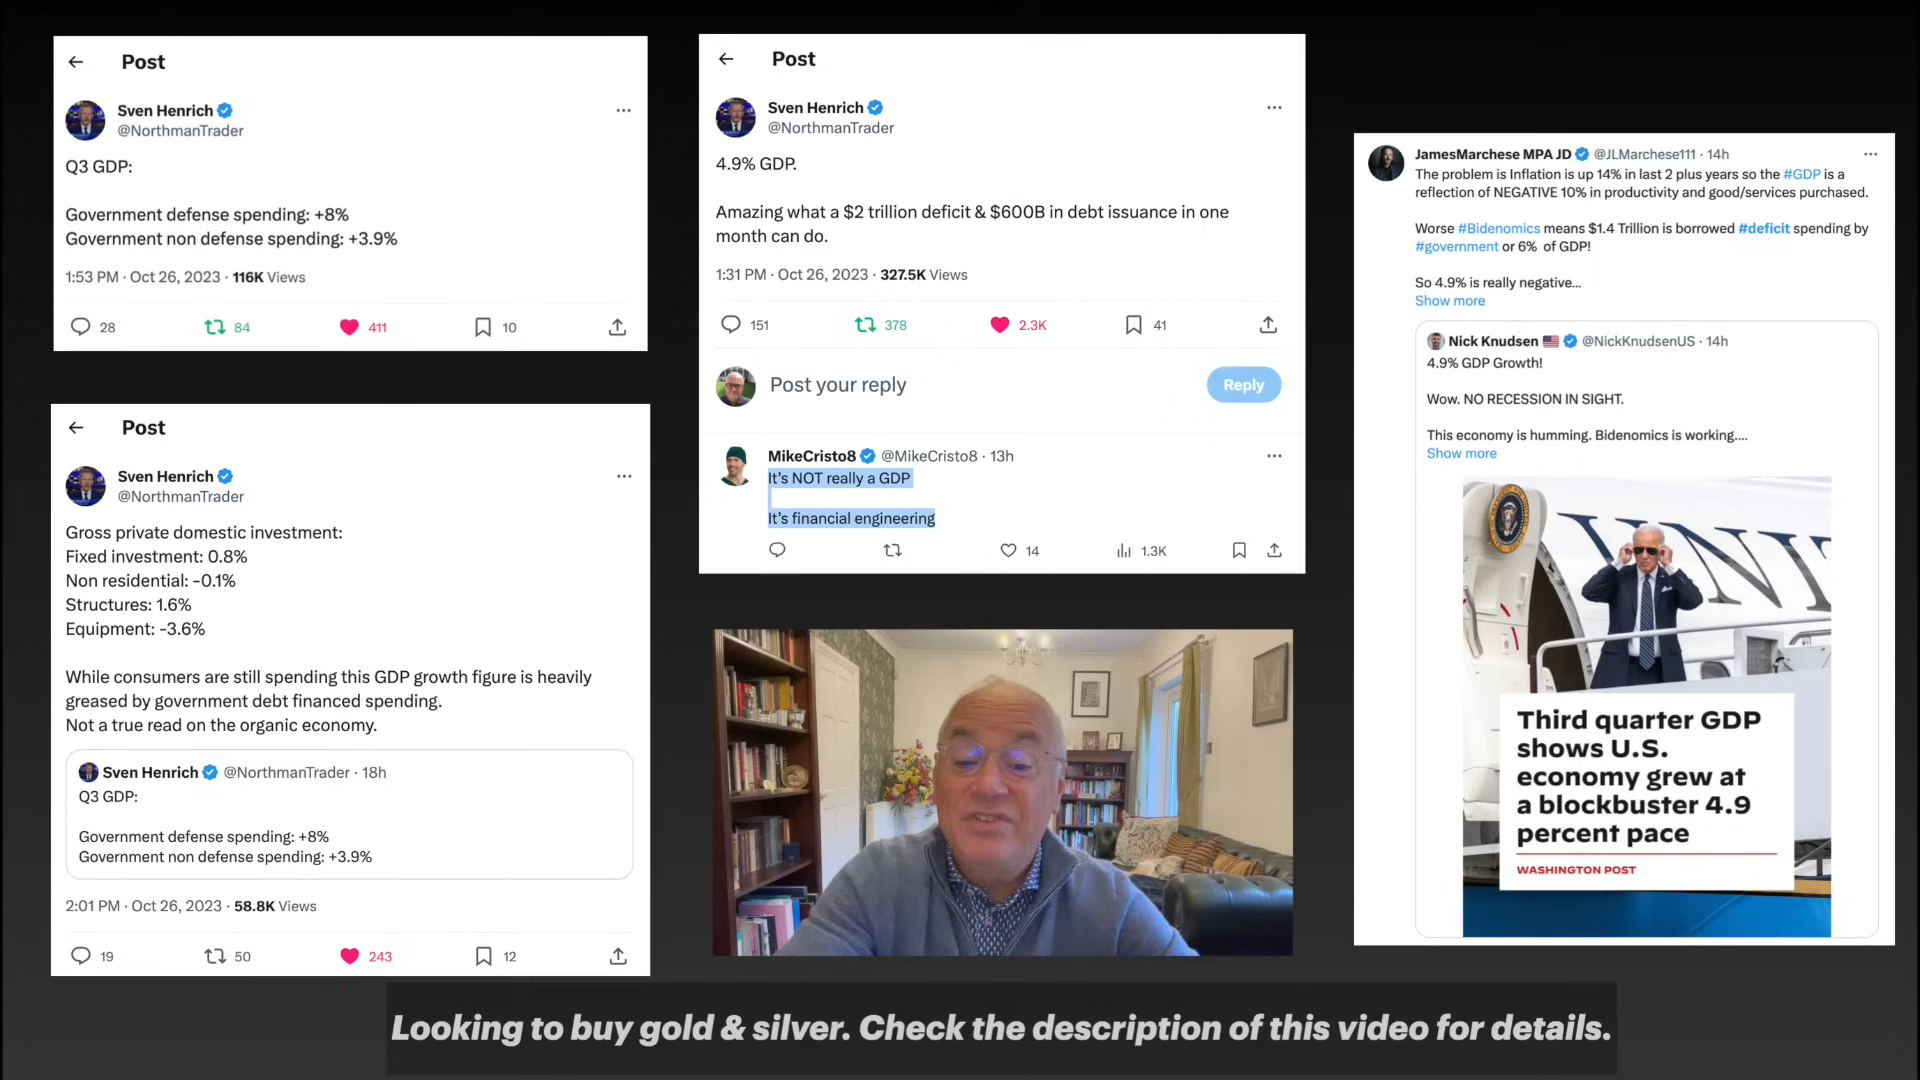 Post
Sven Henrich
@NorthmanTrader
Q3 GDP:
Government defense spending: +8%
Government non defense spending: +3.9%
1:53 PM · Oct 26, 2023 · 116K Views
28 84 411 10
Post
Sven Henrich
@NorthmanTrader
Gross private domestic investment:
Fixed investment: 0.8%
Non residential: -0.1%
Structures: 1.6%
Equipment: -3.6%
While consumers are still spending this GDP growth figure is heavily
greased by government debt financed spending.
Not a true read on the organic economy.
Sven Henrich @NorthmanTrader · 18h
Q3 GDP:
Government defense spending: +8%
Government non defense spending: +3.9%
2:01 PM · Oct 26, 2023 · 58.8K Views
19 50 243 12
Post
Sven Henrich
@NorthmanTrader
4.9% GDP.
Amazing what a $2 trillion deficit & $600B in debt issuance in one
month can do.
1:31 PM · Oct 26, 2023 · 327.5K Views
151 378 2.3K 41
Post your reply
Reply
MikeCristo8 @MikeCristo8 · 13h
It's NOT really a GDP
It's financial engineering
14 1.3K
JamesMarchese MPA JD @JLMarchese111 · 14h
The problem is Inflation is up 14% in last 2 plus years so the #GDP is a
reflection of NEGATIVE 10% in productivity and good/services purchased.
Worse #Bidenomics means $1.4 Trillion is borrowed #deficit spending by
#government or 6% of GDP!
So 4.9% is really negative...
Show more
Nick Knudsen 🇺🇸 @NickKnudsenUS · 14h
4.9% GDP Growth!
Wow. NO RECESSION IN SIGHT.
This economy is humming. Bidenomics is working....
Show more
Third quarter GDP
shows U.S.
economy grew at
a blockbuster 4.9
percent pace
WASHINGTON POST
Looking to buy gold & silver. Check the description of this video for details.